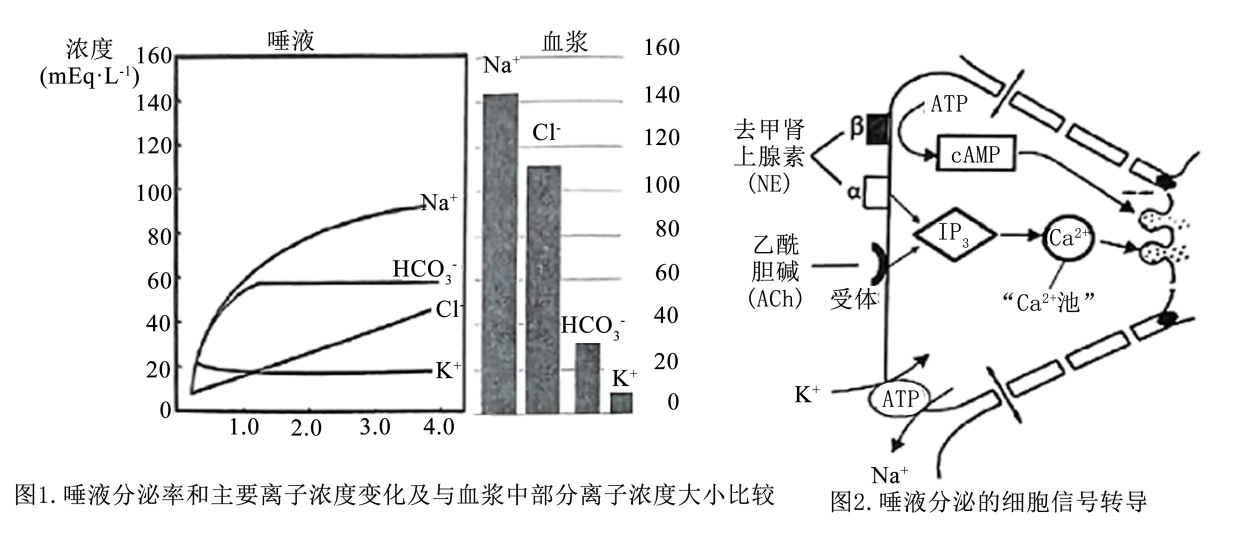 浓度
(mEq·L⁻¹)
唾液
血浆
160
140
120
100
80
60
40
20
0
1.0 2.0 3.0 4.0
Na⁺
HCO₃⁻
Cl⁻
K⁺
Na⁺
Cl⁻
HCO₃⁻
K⁺
160
140
120
100
80
60
40
20
0
图1.唾液分泌率和主要离子浓度变化及与血浆中部分离子浓度大小比较
去甲肾
上腺素
(NE)
β
α
ATP
cAMP
IP₃
Ca²⁺
乙酰
胆碱
(ACh)
受体
“Ca²⁺池”
K⁺
ATP
Na⁺
图2.唾液分泌的细胞信号转导